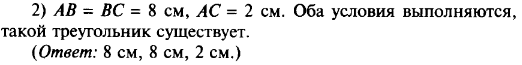 2) AB = BC = 8 см, AC = 2 см. Оба условия выполняются,
такой треугольник существует.
(Ответ: 8 см, 8 см, 2 см.)